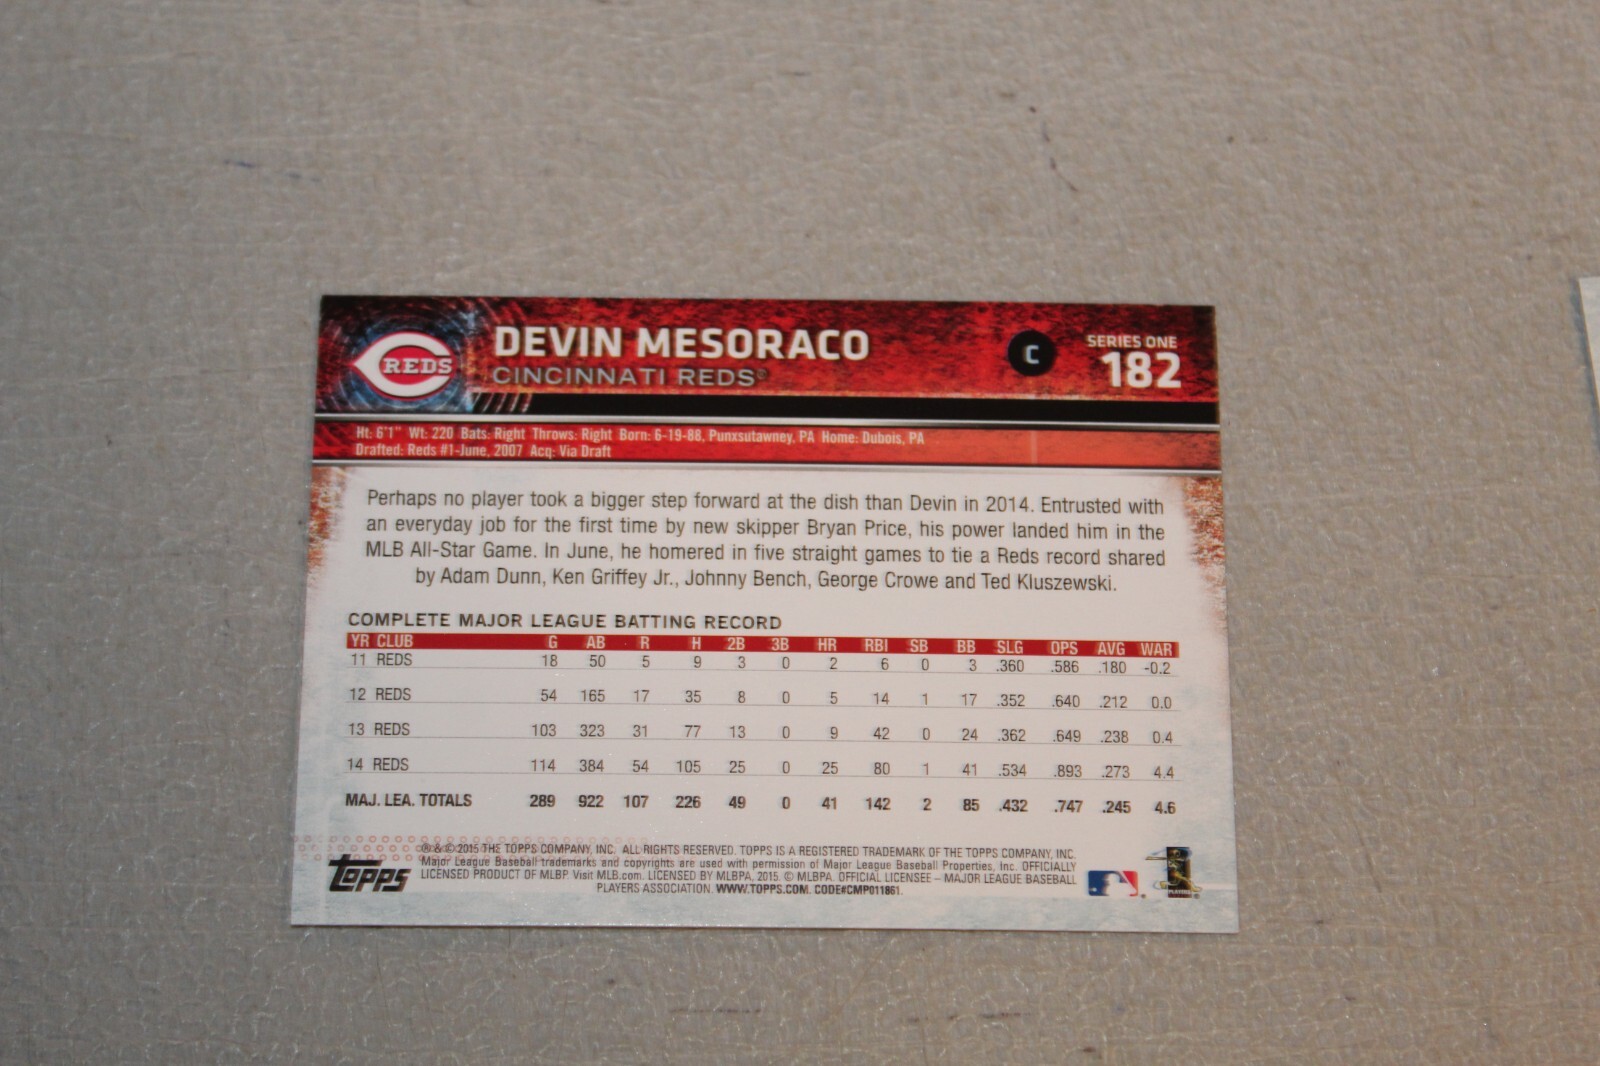 REDS
DEVIN MESORACO
CINCINNATI REDS®
C
SERIES ONE
182
Ht: 6'1" Wt: 220 Bats: Right Throws: Right Born: 6-19-88, Punxsutawney, PA Home: Dubois, PA
Drafted: Reds #1-June, 2007 Acq: Via Draft
Perhaps no player took a bigger step forward at the dish than Devin in 2014. Entrusted with
an everyday job for the first time by new skipper Bryan Price, his power landed him in the
MLB All-Star Game. In June, he homered in five straight games to tie a Reds record shared
by Adam Dunn, Ken Griffey Jr., Johnny Bench, George Crowe and Ted Kluszewski.
COMPLETE MAJOR LEAGUE BATTING RECORD
YR CLUB G AB R H 2B 3B HR RBI SB BB SLG OPS AVG WAR
11 REDS 18 50 5 9 3 0 2 6 0 3 .360 .586 .180 -0.2
12 REDS 54 165 17 35 8 0 5 14 1 17 .352 .640 .212 0.0
13 REDS 103 323 31 77 13 0 9 42 0 24 .362 .649 .238 0.4
14 REDS 114 384 54 105 25 0 25 80 1 41 .534 .893 .273 4.4
MAJ. LEA. TOTALS 289 922 107 226 49 0 41 142 2 85 .432 .747 .245 4.6
Topps
® & © 2015 THE TOPPS COMPANY, INC. ALL RIGHTS RESERVED. TOPPS IS A REGISTERED TRADEMARK OF THE TOPPS COMPANY, INC.
Major League Baseball trademarks and copyrights are used with permission of Major League Baseball Properties, Inc. OFFICIALLY
LICENSED PRODUCT OF MLBP. Visit MLB.com. LICENSED BY MLBPA, 2015. © MLBPA. OFFICIAL LICENSEE – MAJOR LEAGUE BASEBALL
PLAYERS ASSOCIATION. WWW.TOPPS.COM. CODE#CMP011861.
PLAYERS